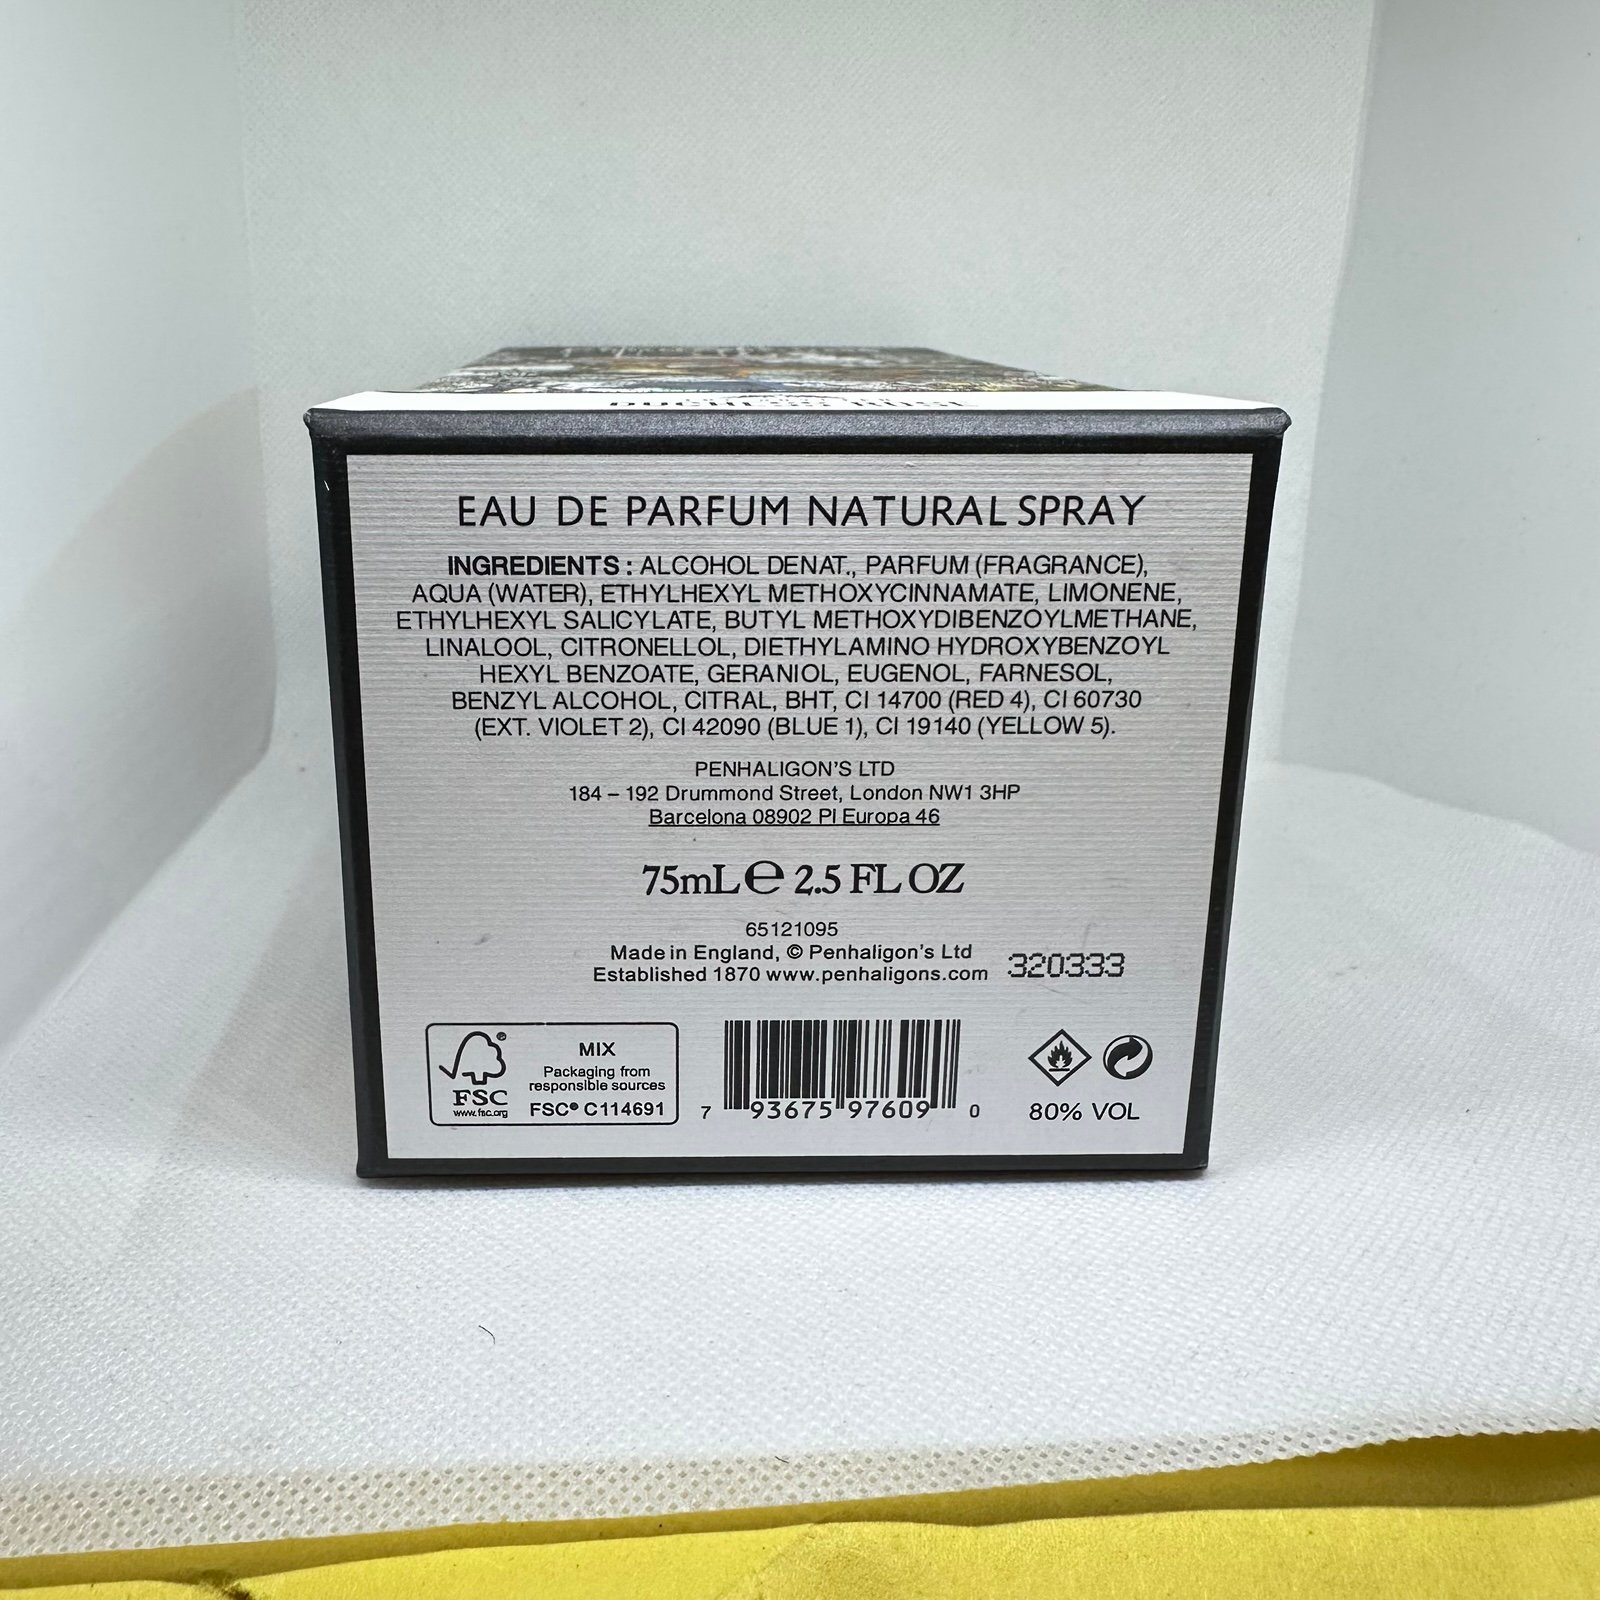 DUCHESS ROSE
EAU DE PARFUM NATURAL SPRAY
INGREDIENTS : ALCOHOL DENAT., PARFUM (FRAGRANCE),
AQUA (WATER), ETHYLHEXYL METHOXYCINNAMATE, LIMONENE,
ETHYLHEXYL SALICYLATE, BUTYL METHOXYDIBENZOYLMETHANE,
LINALOOL, CITRONELLOL, DIETHYLAMINO HYDROXYBENZOYL
HEXYL BENZOATE, GERANIOL, EUGENOL, FARNESOL,
BENZYL ALCOHOL, CITRAL, BHT, CI 14700 (RED 4), CI 60730
(EXT. VIOLET 2), CI 42090 (BLUE 1), CI 19140 (YELLOW 5).
PENHALIGON'S LTD
184 – 192 Drummond Street, London NW1 3HP
Barcelona 08902 Pl Europa 46
75mL ℮ 2.5 FL OZ
65121095
Made in England, © Penhaligon's Ltd
Established 1870 www.penhaligons.com
320333
MIX
Packaging from
responsible sources
FSC® C114691
FSC
www.fsc.org
7 93675 97609 0
80% VOL